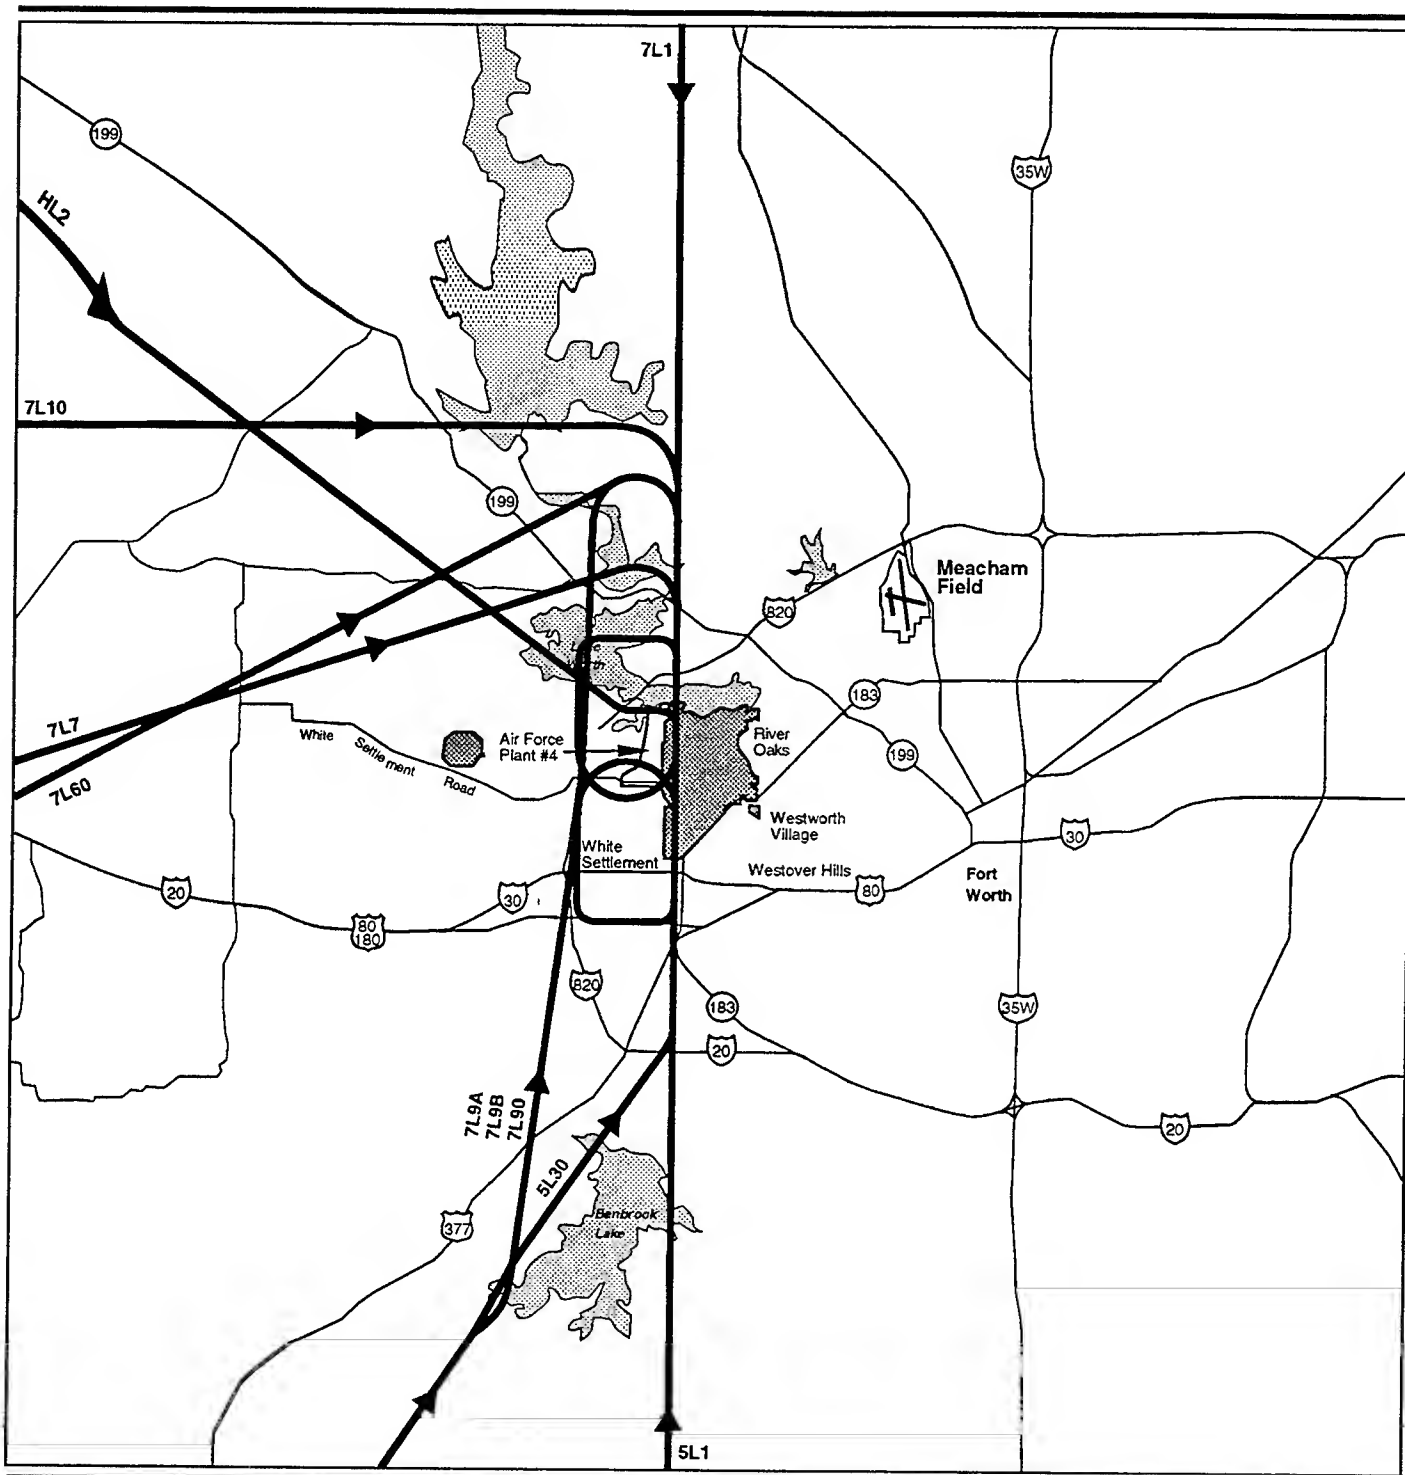 7L1
199
35W
HL2
7L10
199
Meacham
Field
820
Lake
Worth
183
7L7
White
Settlement
Road
Air Force
Plant #4
River
Oaks
199
7L60
Westworth
Village
30
White
Settlement
Westover Hills
Fort
Worth
20
30
80
80
180
820
183
35W
20
7L9A
7L9B
7L90
20
5L30
377
Benbrook
Lake
5L1